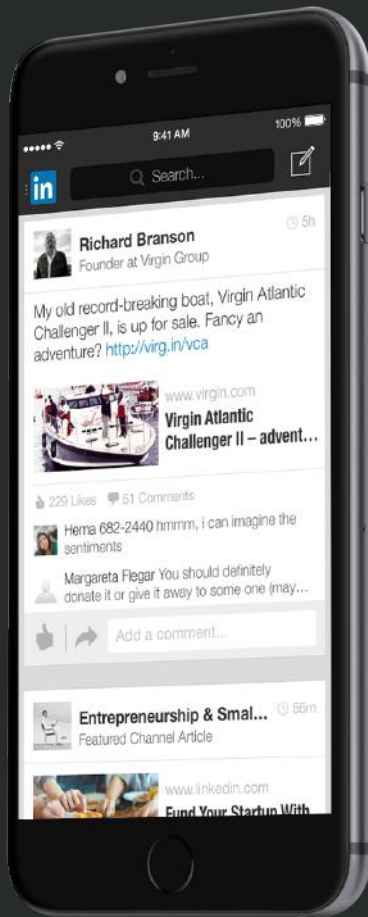 9:41 AM
100%
in
Search...
Richard Branson
5h
Founder at Virgin Group
My old record-breaking boat, Virgin Atlantic
Challenger II, is up for sale. Fancy an
adventure? http://virg.in/vca
www.virgin.com
Virgin Atlantic
Challenger II – advent...
229 Likes
51 Comments
Hema 682-2440 hmmm, i can imagine the
sentiments
Margareta Flegar You should definitely
donate it or give it away to some one (may...
Add a comment...
Entrepreneurship & Smal...
55m
Featured Channel Article
www.linkedin.com
Fund Your Startup With